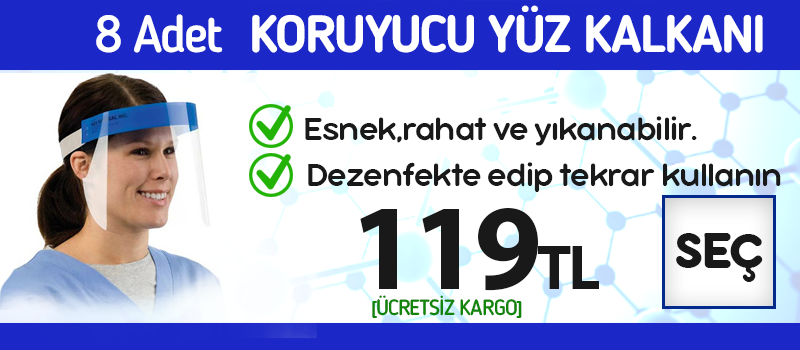 8 Adet KORUYUCU YÜZ KALKANI
Esnek,rahat ve yıkanabilir.
Dezenfekte edip tekrar kullanın
119TL
SEÇ
[ÜCRETSİZ KARGO]